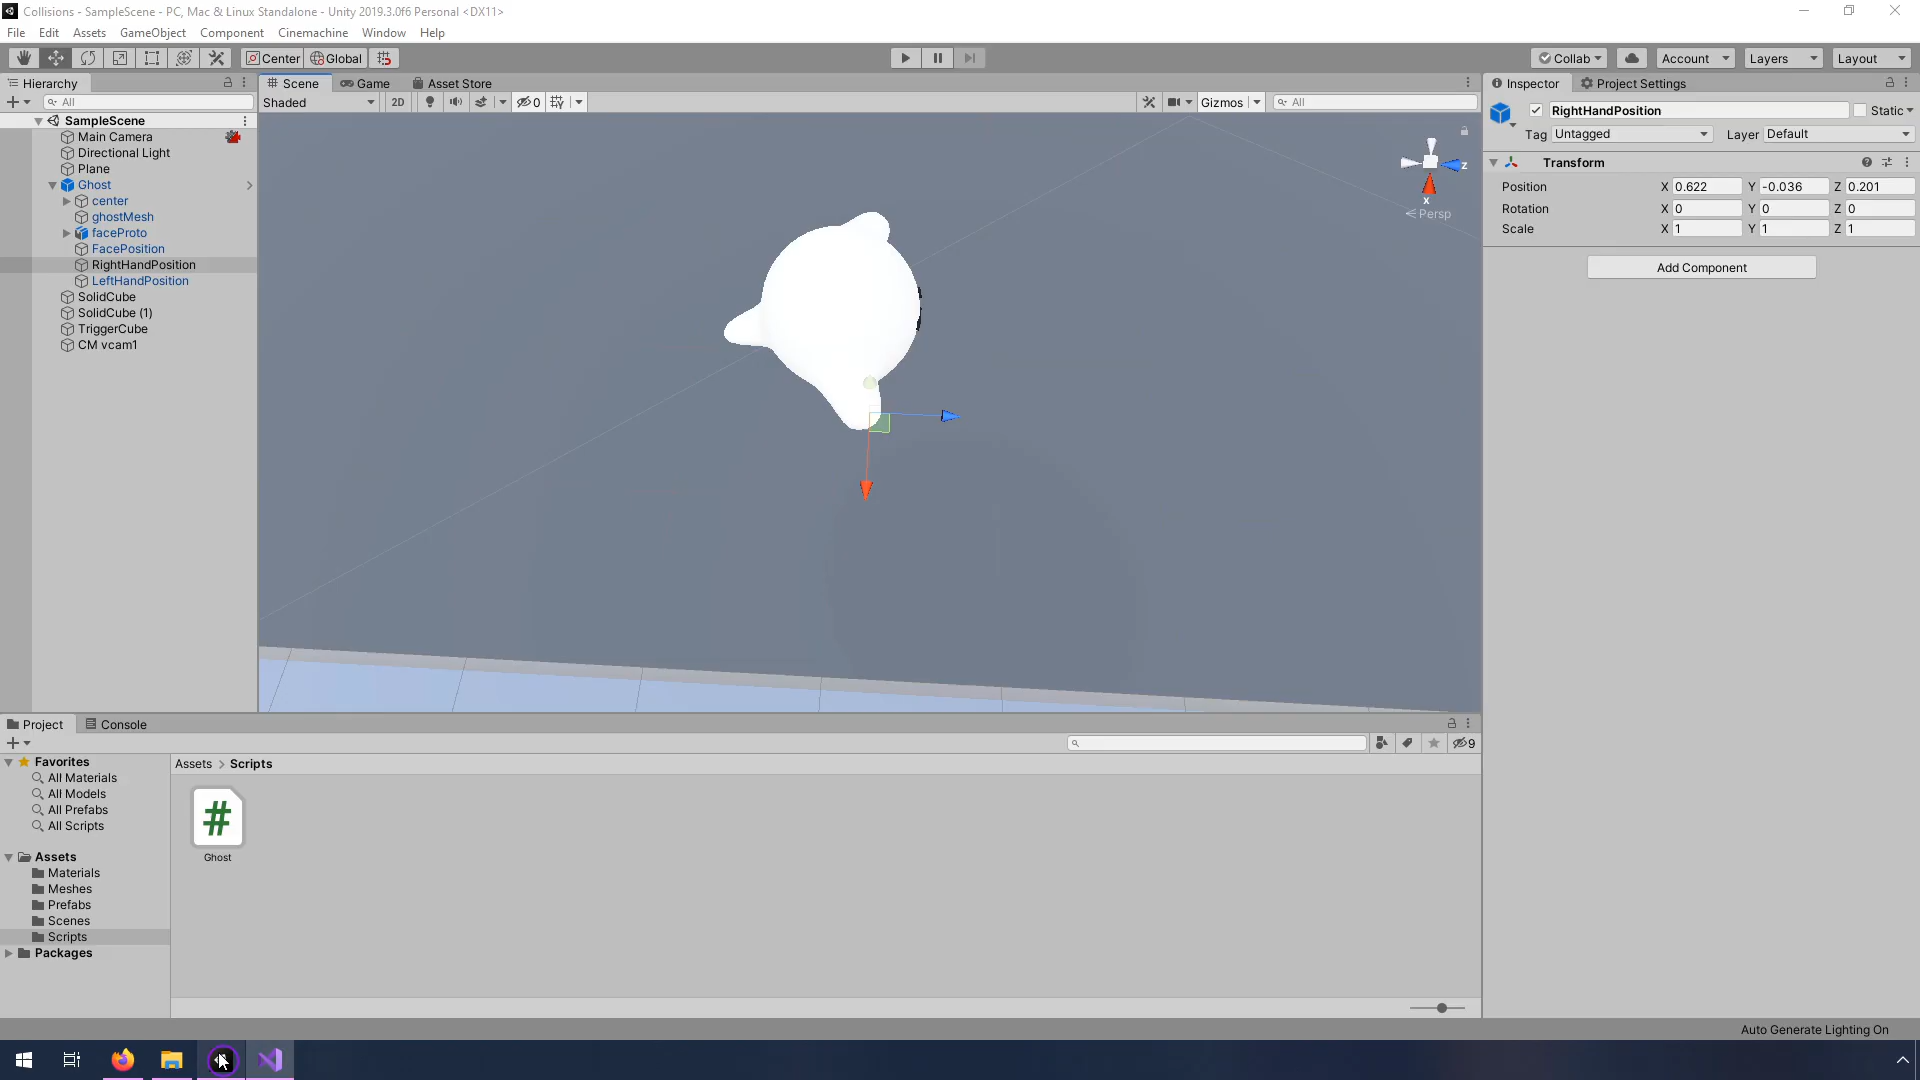 Collisions - SampleScene - PC, Mac & Linux Standalone - Unity 2019.3.0f6 Personal <DX11>
File Edit Assets GameObject Component Cinemachine Window Help
Center Global Collab Account Layers Layout
Hierarchy Scene Game Asset Store Inspector Project Settings
All Shaded 2D 0 Gizmos All
RightHandPosition Static
Tag Untagged Layer Default
SampleScene
Main Camera
Directional Light
Plane
Ghost
center
ghostMesh
faceProto
FacePosition
RightHandPosition
LeftHandPosition
SolidCube
SolidCube (1)
TriggerCube
CM vcam1
z
x
Persp
Transform
Position X 0.622 Y -0.036 Z 0.201
Rotation X 0 Y 0 Z 0
Scale X 1 Y 1 Z 1
Add Component
Project Console
9
Favorites
All Materials
All Models
All Prefabs
All Scripts
Assets
Materials
Meshes
Prefabs
Scenes
Scripts
Packages
Assets > Scripts
#
Ghost
Auto Generate Lighting On